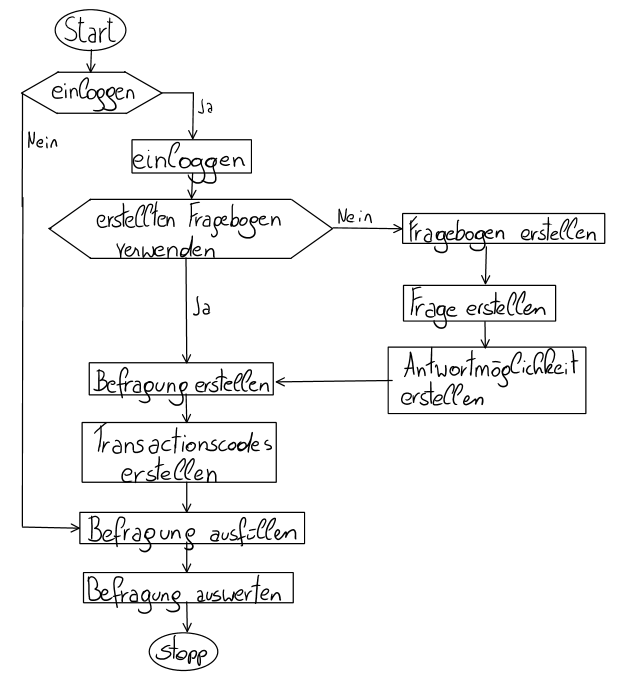 Start
einloggen
Ja
Nein
einloggen
erstellten Fragebogen
verwenden
Nein
Fragebogen erstellen
Frage erstellen
Ja
Antwortmöglichkeit
erstellen
Befragung erstellen
Transactionscodes
erstellen
Befragung ausfüllen
Befragung auswerten
Stopp